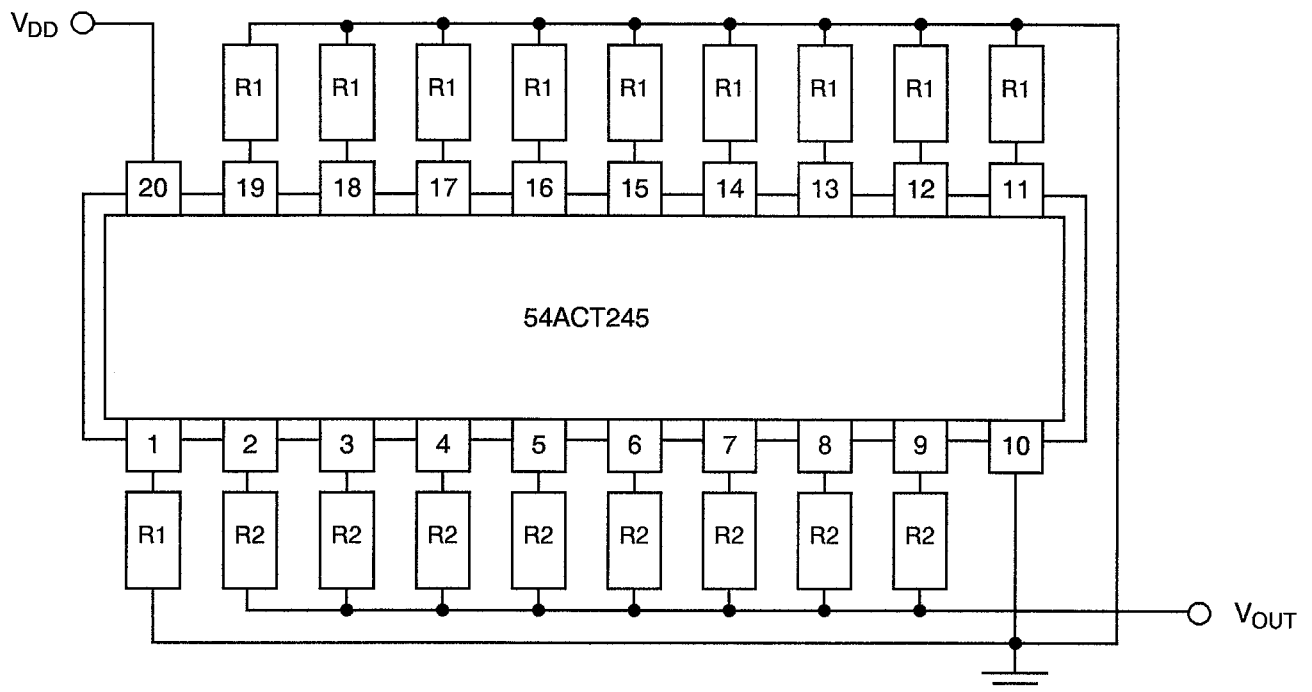 VDD
R1 R1 R1 R1 R1 R1 R1 R1 R1
20 19 18 17 16 15 14 13 12 11
54ACT245
1 2 3 4 5 6 7 8 9 10
R1 R2 R2 R2 R2 R2 R2 R2 R2
VOUT